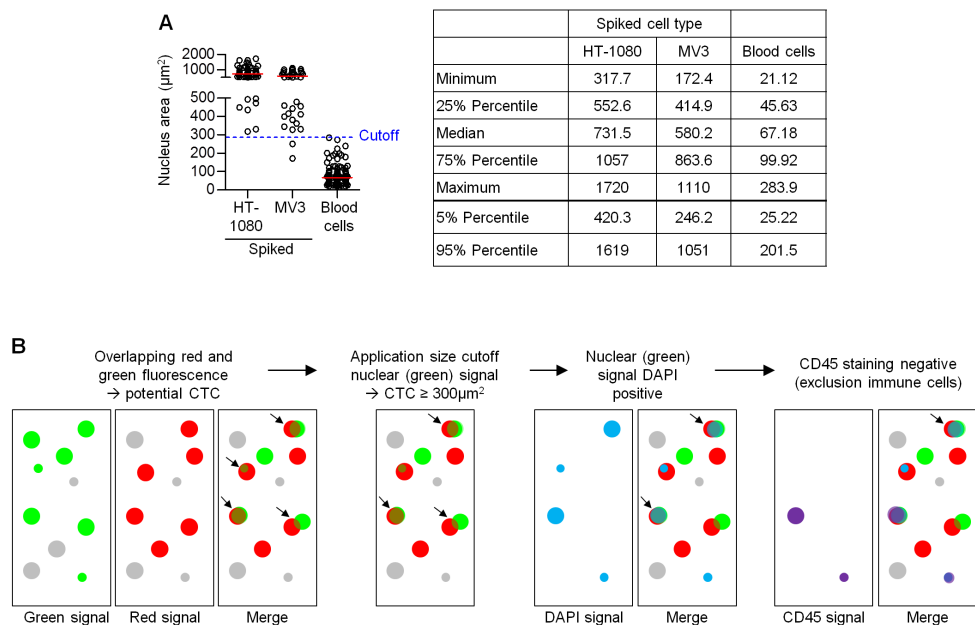 A
Nucleus area (µm²)
2000
1000
500
400
300
200
100
0
Cutoff
HT-
1080
MV3
Blood
cells
Spiked
Spiked cell type
HT-1080 MV3 Blood cells
Minimum 317.7 172.4 21.12
25% Percentile 552.6 414.9 45.63
Median 731.5 580.2 67.18
75% Percentile 1057 863.6 99.92
Maximum 1720 1110 283.9
5% Percentile 420.3 246.2 25.22
95% Percentile 1619 1051 201.5
B
Overlapping red and
green fluorescence
→ potential CTC
Application size cutoff
nuclear (green) signal
→ CTC ≥ 300µm²
Nuclear (green)
signal DAPI
positive
CD45 staining negative
(exclusion immune cells)
Green signal
Red signal
Merge
Merge
DAPI signal
Merge
CD45 signal
Merge